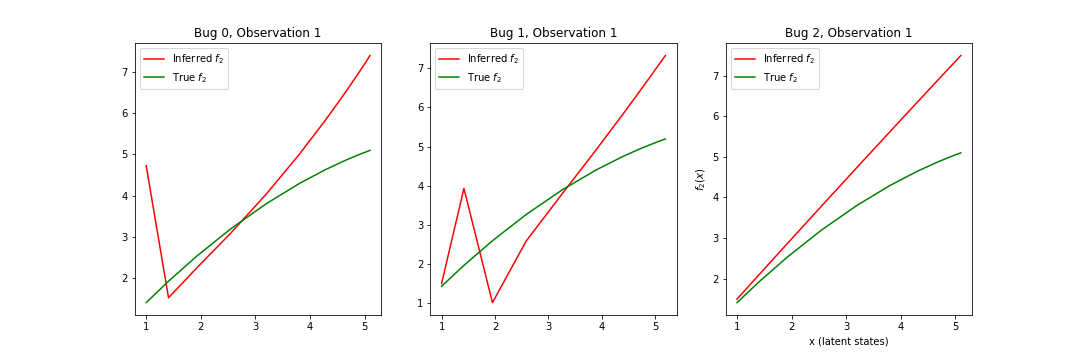 Bug 0, Observation 1
Inferred f₂
True f₂
7
6
5
4
3
2
1 2 3 4 5
Bug 1, Observation 1
Inferred f₂
True f₂
7
6
5
4
3
2
1
1 2 3 4 5
Bug 2, Observation 1
Inferred f₂
True f₂
f₂(x)
7
6
5
4
3
2
1 2 3 4 5
x (latent states)